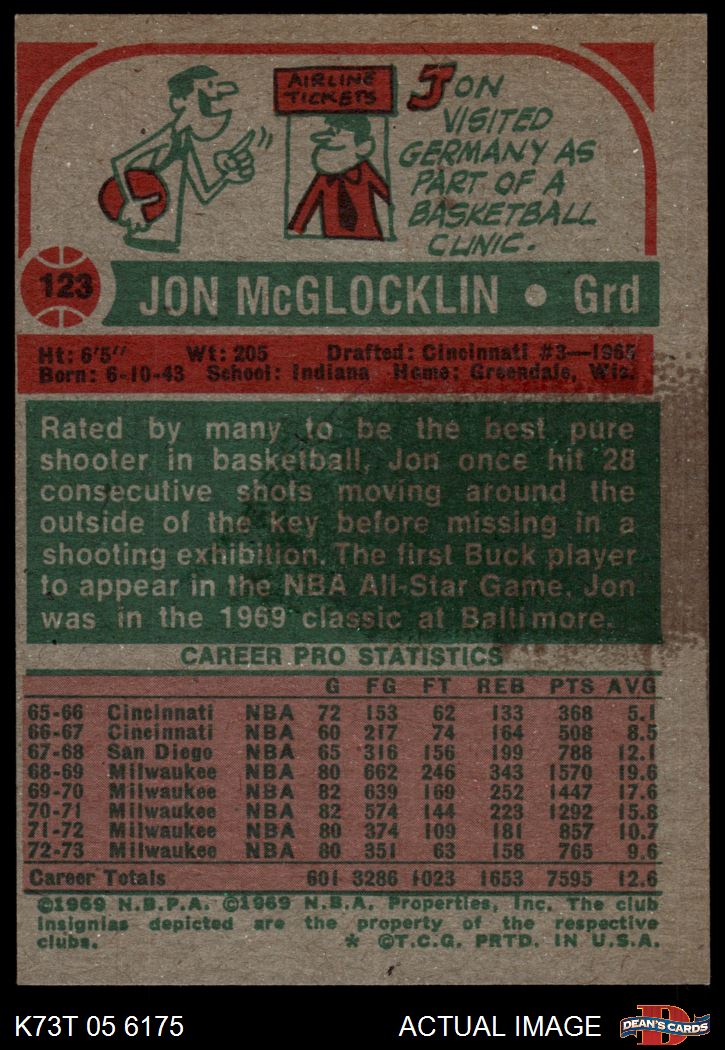 AIRLINE
TICKETS
JON
VISITED
GERMANY AS
PART OF A
BASKETBALL
CLINIC.
123
JON McGLOCKLIN • Grd
Ht: 6'5" Wt: 205 Drafted: Cincinnati #3—1965
Born: 6-10-43 School: Indiana Home: Greendale, Wis.
Rated by many to be the best pure
shooter in basketball, Jon once hit 28
consecutive shots moving around the
outside of the key before missing in a
shooting exhibition. The first Buck player
to appear in the NBA All-Star Game, Jon
was in the 1969 classic at Baltimore.
CAREER PRO STATISTICS
G FG FT REB PTS AVG
65-66 Cincinnati NBA 72 153 62 133 368 5.1
66-67 Cincinnati NBA 60 217 74 164 508 8.5
67-68 San Diego NBA 65 316 156 199 788 12.1
68-69 Milwaukee NBA 80 662 246 343 1570 19.6
69-70 Milwaukee NBA 82 639 169 252 1447 17.6
70-71 Milwaukee NBA 82 574 144 223 1292 15.8
71-72 Milwaukee NBA 80 374 109 181 857 10.7
72-73 Milwaukee NBA 80 351 63 158 765 9.6
Career Totals 601 3286 1023 1653 7595 12.6
©1969 N.B.P.A. ©1969 N.B.A. Properties, Inc. The club
insignias depicted are the property of the respective
clubs. * ©T.C.G. PRTD. IN U.S.A.
K73T 05 6175 ACTUAL IMAGE DEAN'S CARDS